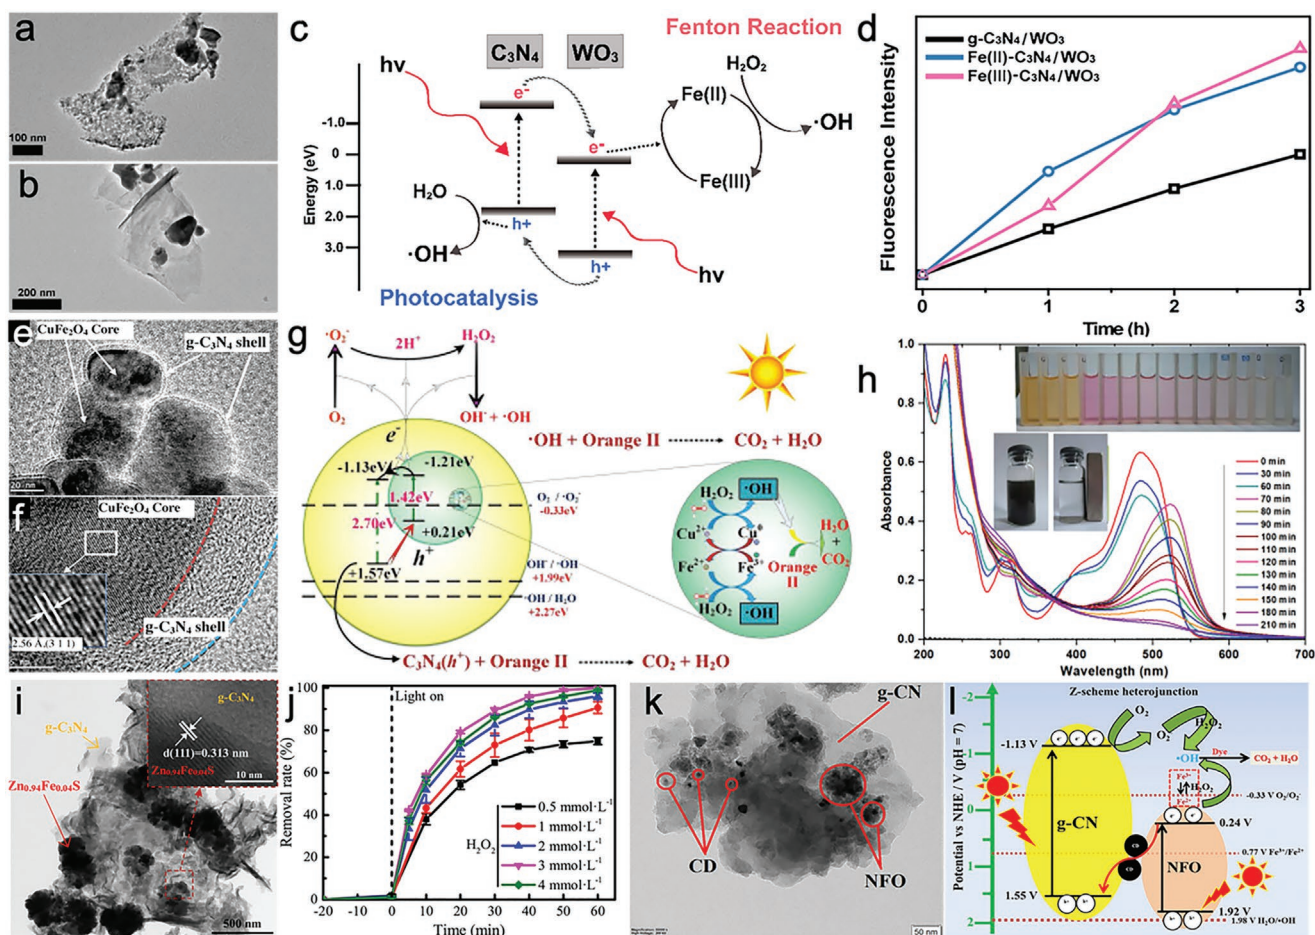 a
100 nm
b
200 nm
c
Fenton Reaction
C₃N₄
WO₃
hν
H₂O₂
e-
Fe(II)
·OH
-1.0
0
1.0
2.0
3.0
Energy (eV)
e-
Fe(III)
H₂O
h+
·OH
h+
hν
Photocatalysis
d
g-C₃N₄/WO₃
Fe(II)-C₃N₄/WO₃
Fe(III)-C₃N₄/WO₃
Fluorescence Intensity
0
1
2
3
Time (h)
e
CuFe₂O₄ Core
g-C₃N₄ shell
20 nm
f
CuFe₂O₄ Core
g-C₃N₄ shell
2.56 Å,(3 1 1)
g
·O₂⁻
2H⁺
H₂O₂
O₂
OH⁻ + ·OH
e⁻
·OH + Orange II
CO₂ + H₂O
-1.13eV
-1.21eV
1.42eV
O₂ / ·O₂⁻
-0.33eV
2.70eV
+0.21eV
h⁺
+1.57eV
OH⁻ / ·OH
+1.99eV
·OH / H₂O
+2.27eV
H₂O₂
·OH
Cu²⁺
Cu⁺
H₂O
+
CO₂
Fe²⁺
Fe³⁺
Orange
II
H₂O₂
·OH
C₃N₄(h⁺) + Orange II
CO₂ + H₂O
h
1.0
0.8
0.6
0.4
0.2
0.0
Absorbance
0 min
30 min
60 min
70 min
80 min
90 min
100 min
110 min
120 min
130 min
140 min
150 min
180 min
210 min
200
300
400
500
600
700
Wavelength (nm)
i
g-C₃N₄
g-C₃N₄
d(111)=0.313 nm
Zn₀.₉₄Fe₀.₀₄S
10 nm
Zn₀.₉₄Fe₀.₀₄S
500 nm
j
Light on
100
80
60
40
20
0
Removal rate (%)
H₂O₂
0.5 mmol·L⁻¹
1 mmol·L⁻¹
2 mmol·L⁻¹
3 mmol·L⁻¹
4 mmol·L⁻¹
-20
-10
0
10
20
30
40
50
60
Time (min)
k
g-CN
CD
NFO
50 nm
l
Z-scheme heterojunction
-2
-1
0
1
2
Potential vs NHE / V (pH = 7)
O₂
O₂⁻
H₂O₂
-1.13 V
·OH
Dye
CO₂ + H₂O
Fe³⁺
H₂O₂
Fe²⁺
-0.33 V O₂/O₂⁻
g-CN
0.24 V
0.77 V Fe³⁺/Fe²⁺
CD
CD
NFO
1.55 V
1.92 V
1.98 V H₂O/•OH